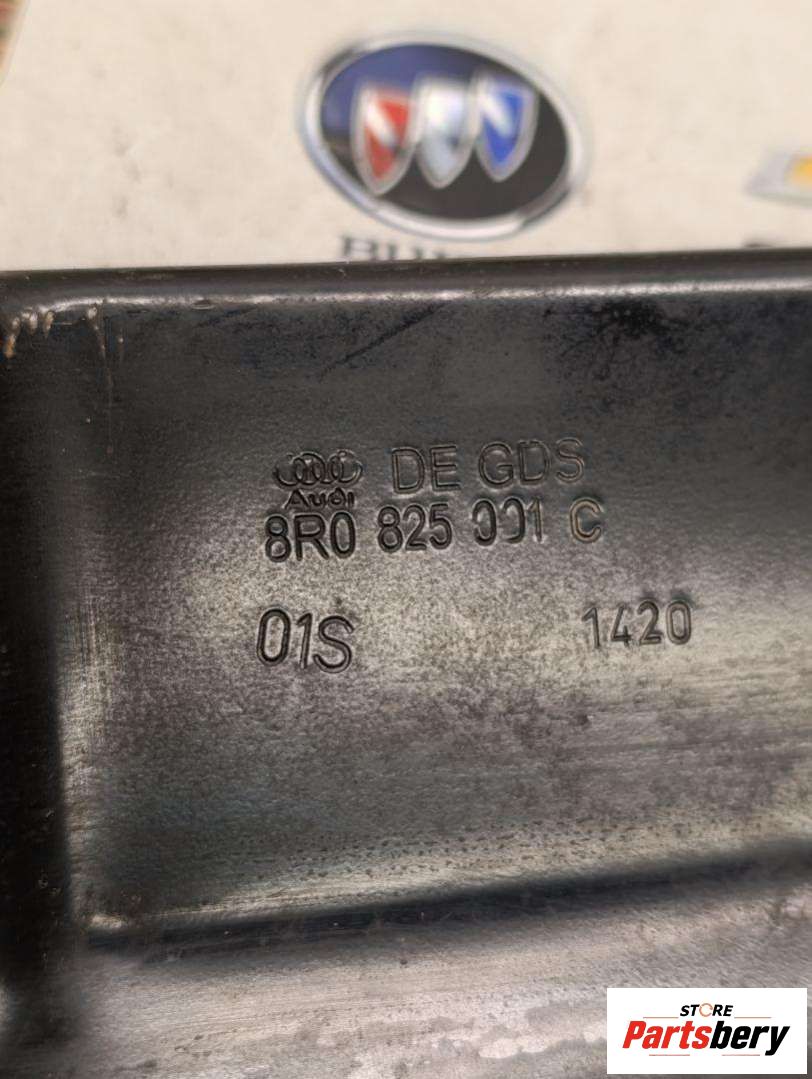 DE GDS
Audi
8R0 825 001 C
01S 1420
STORE
Partsbery